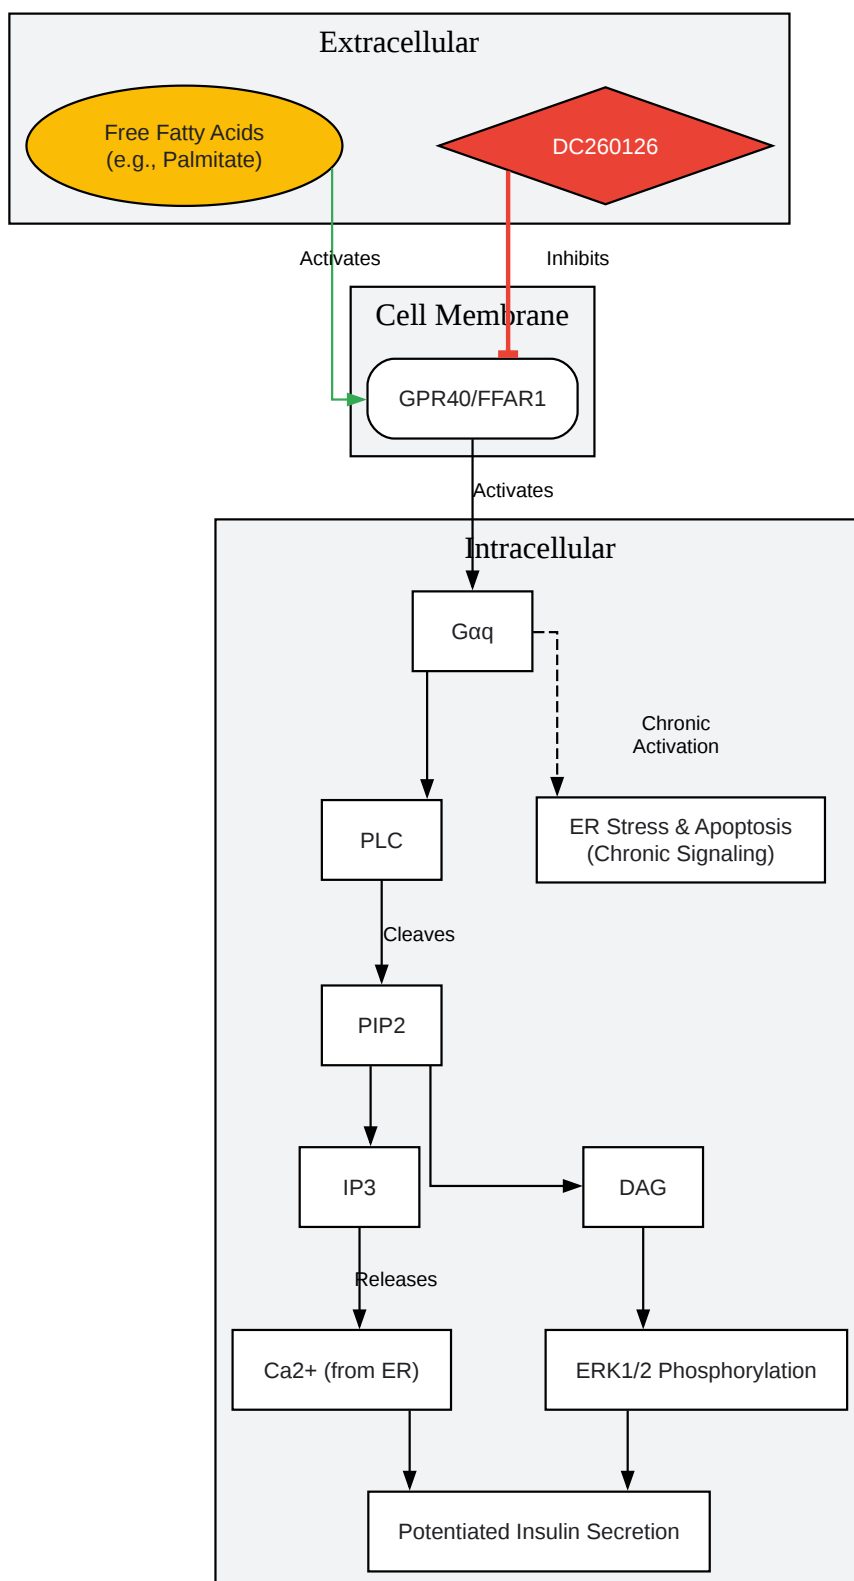 Extracellular
Free Fatty Acids
(e.g., Palmitate)
DC260126
Activates
Inhibits
Cell Membrane
GPR40/FFAR1
Activates
Intracellular
Gαq
Chronic
Activation
PLC
ER Stress & Apoptosis
(Chronic Signaling)
Cleaves
PIP2
IP3
DAG
Releases
Ca2+ (from ER)
ERK1/2 Phosphorylation
Potentiated Insulin Secretion